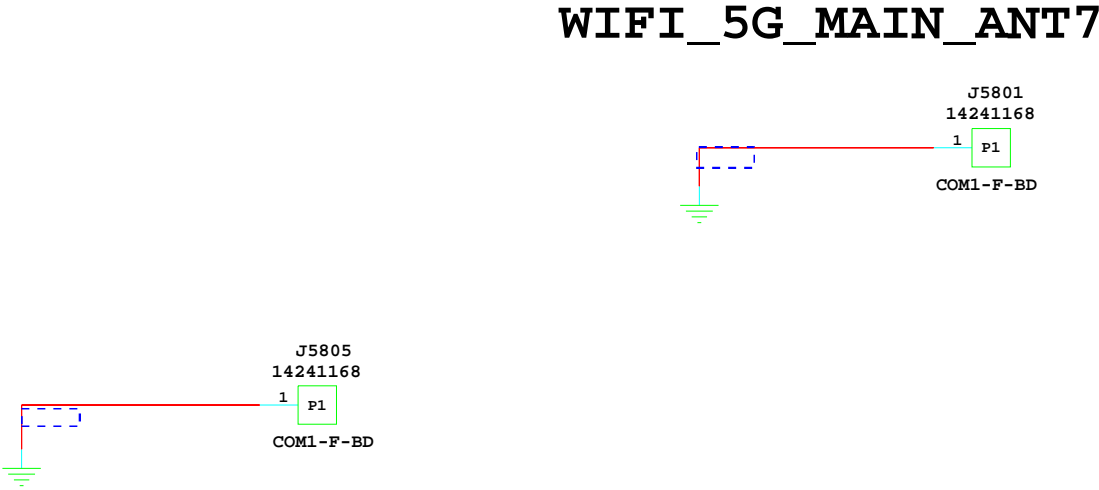 WIFI_5G_MAIN_ANT7
J5801
14241168
1
P1
COM1-F-BD
J5805
14241168
1
P1
COM1-F-BD